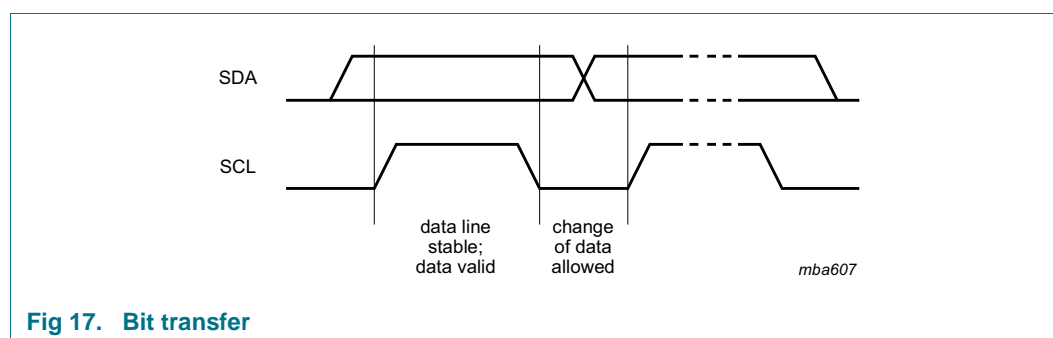 SDA
SCL
data line
stable;
data valid
change
of data
allowed
mba607
Fig 17. Bit transfer